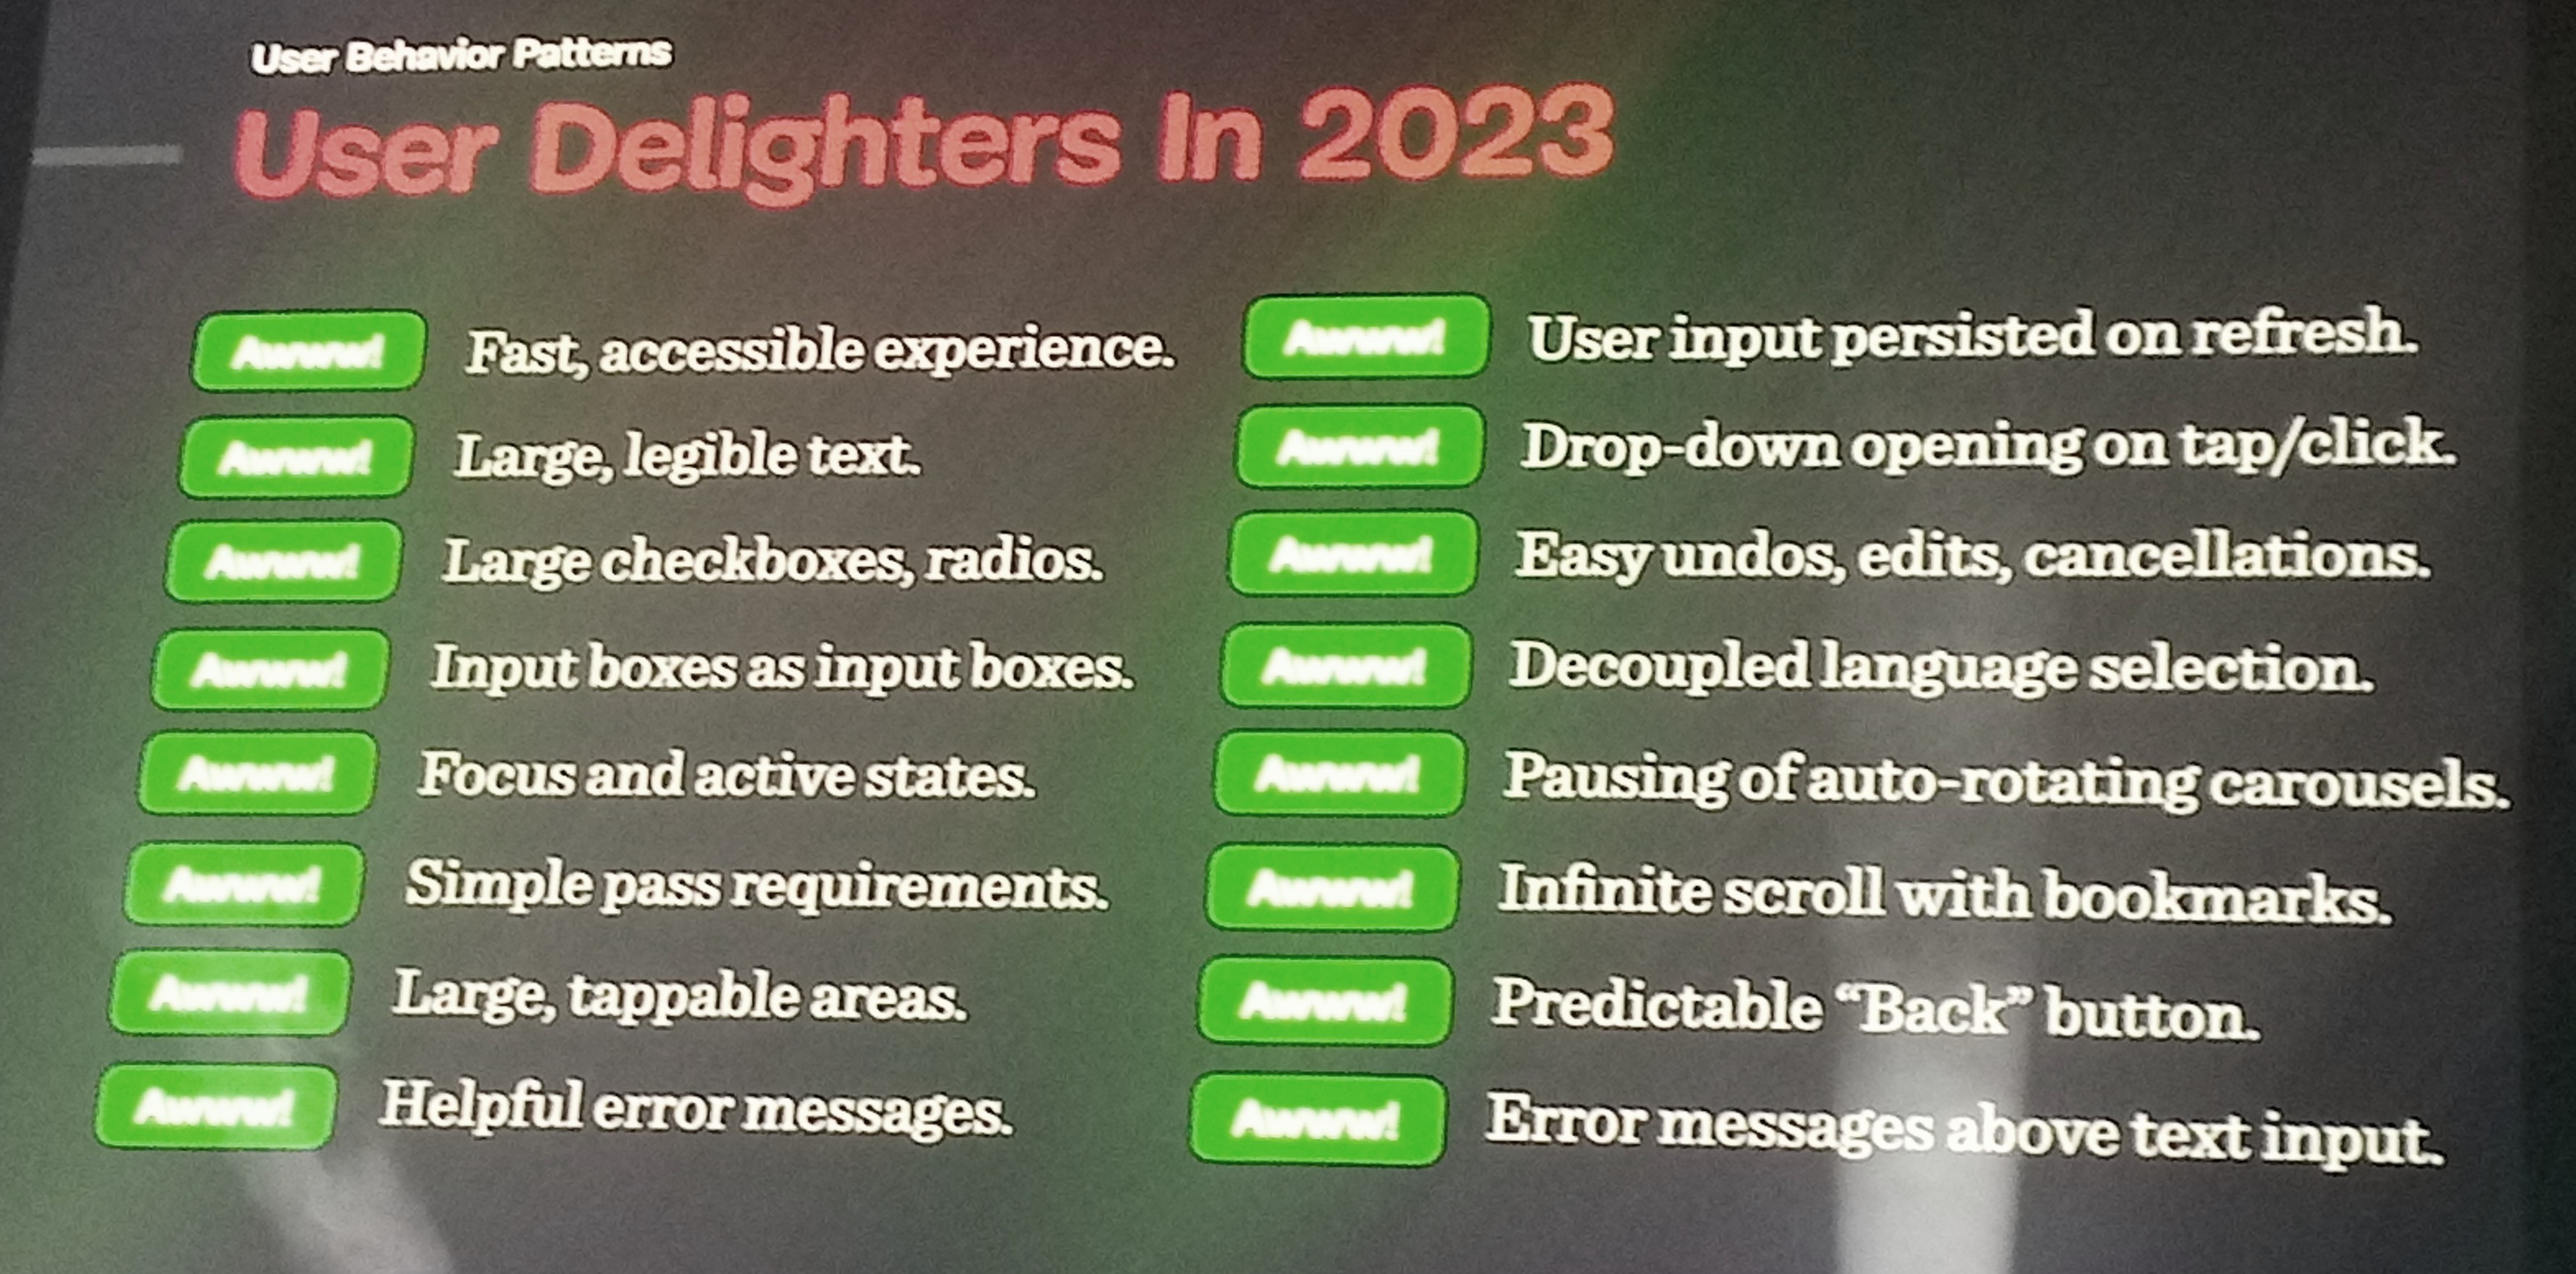 User Behavior Patterns
User Delighters In 2023
Awww! Fast, accessible experience.
Awww! Large, legible text.
Awww! Large checkboxes, radios.
Awww! Input boxes as input boxes.
Awww! Focus and active states.
Awww! Simple pass requirements.
Awww! Large, tappable areas.
Awww! Helpful error messages.
Awww! User input persisted on refresh.
Awww! Drop-down opening on tap/click.
Awww! Easy undos, edits, cancellations.
Awww! Decoupled language selection.
Awww! Pausing of auto-rotating carousels.
Awww! Infinite scroll with bookmarks.
Awww! Predictable “Back” button.
Awww! Error messages above text input.